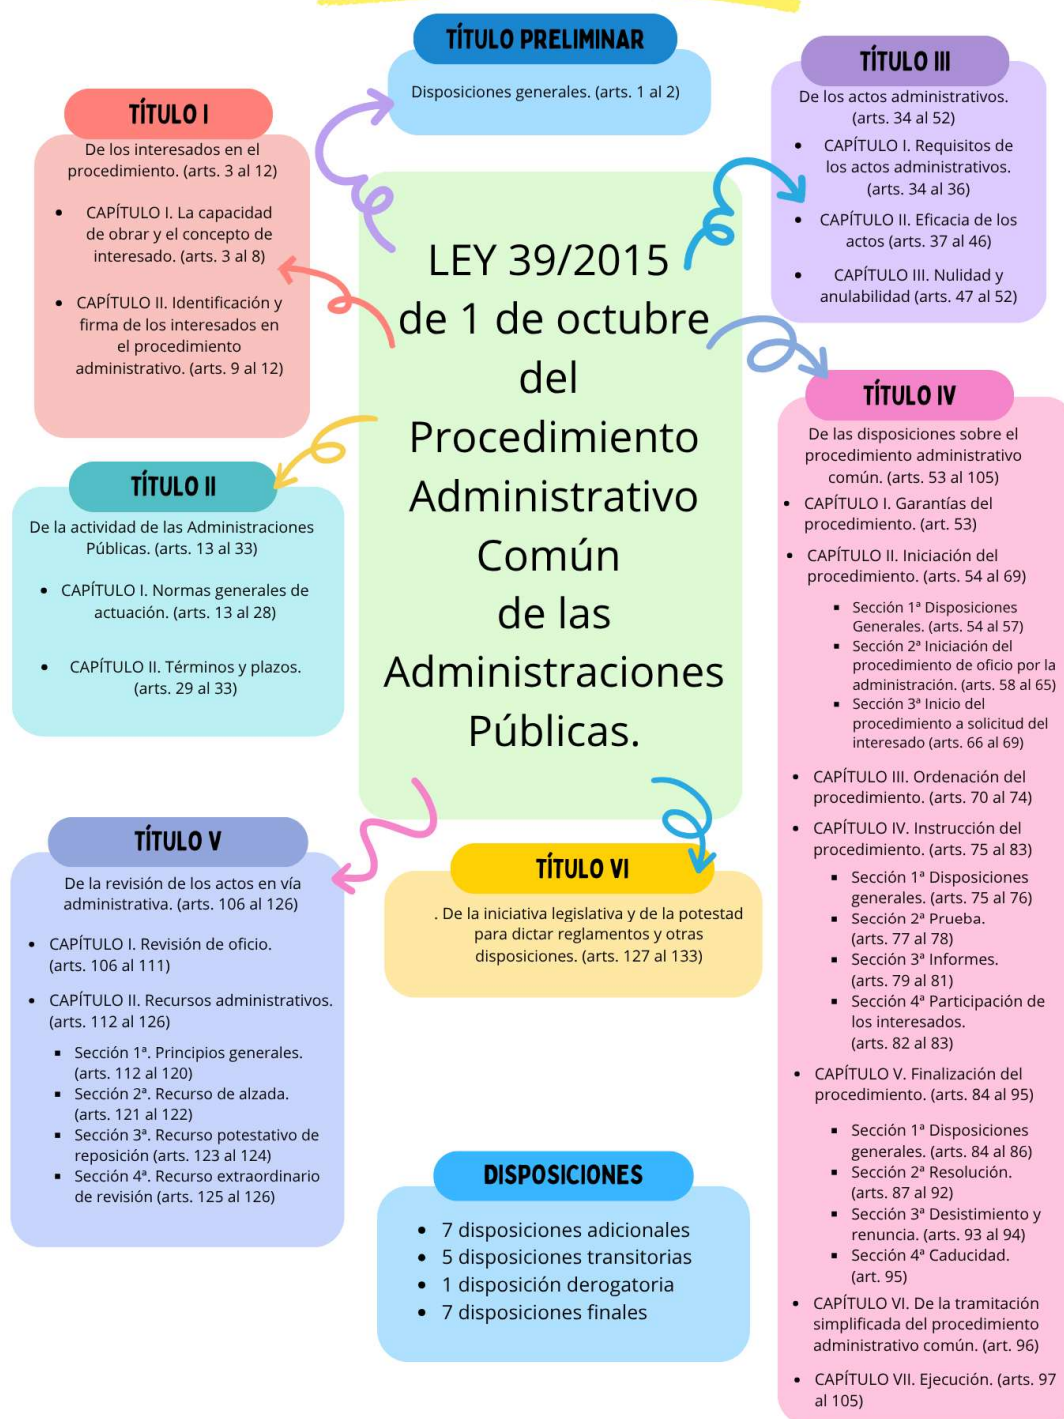 TÍTULO PRELIMINAR
Disposiciones generales. (arts. 1 al 2)
TÍTULO I
De los interesados en el
procedimiento. (arts. 3 al 12)
• CAPÍTULO I. La capacidad
de obrar y el concepto de
interesado. (arts. 3 al 8)
• CAPÍTULO II. Identificación y
firma de los interesados en
el procedimiento
administrativo. (arts. 9 al 12)
TÍTULO II
De la actividad de las Administraciones
Públicas. (arts. 13 al 33)
• CAPÍTULO I. Normas generales de
actuación. (arts. 13 al 28)
• CAPÍTULO II. Términos y plazos.
(arts. 29 al 33)
LEY 39/2015
de 1 de octubre
del
Procedimiento
Administrativo
Común
de las
Administraciones
Públicas.
TÍTULO III
De los actos administrativos.
(arts. 34 al 52)
• CAPÍTULO I. Requisitos de
los actos administrativos.
(arts. 34 al 36)
• CAPÍTULO II. Eficacia de los
actos (arts. 37 al 46)
• CAPÍTULO III. Nulidad y
anulabilidad (arts. 47 al 52)
TÍTULO IV
De las disposiciones sobre el
procedimiento administrativo
común. (arts. 53 al 105)
• CAPÍTULO I. Garantías del
procedimiento. (art. 53)
• CAPÍTULO II. Iniciación del
procedimiento. (arts. 54 al 69)
▪ Sección 1ª Disposiciones
Generales. (arts. 54 al 57)
▪ Sección 2ª Iniciación del
procedimiento de oficio por la
administración. (arts. 58 al 65)
▪ Sección 3ª Inicio del
procedimiento a solicitud del
interesado (arts. 66 al 69)
• CAPÍTULO III. Ordenación del
procedimiento. (arts. 70 al 74)
• CAPÍTULO IV. Instrucción del
procedimiento. (arts. 75 al 83)
▪ Sección 1ª Disposiciones
generales. (arts. 75 al 76)
▪ Sección 2ª Prueba.
(arts. 77 al 78)
▪ Sección 3ª Informes.
(arts. 79 al 81)
▪ Sección 4ª Participación de
los interesados.
(arts. 82 al 83)
• CAPÍTULO V. Finalización del
procedimiento. (arts. 84 al 95)
▪ Sección 1ª Disposiciones
generales. (arts. 84 al 86)
▪ Sección 2ª Resolución.
(arts. 87 al 92)
▪ Sección 3ª Desistimiento y
renuncia. (arts. 93 al 94)
▪ Sección 4ª Caducidad.
(art. 95)
• CAPÍTULO VI. De la tramitación
simplificada del procedimiento
administrativo común. (art. 96)
• CAPÍTULO VII. Ejecución. (arts. 97
al 105)
TÍTULO V
De la revisión de los actos en vía
administrativa. (arts. 106 al 126)
• CAPÍTULO I. Revisión de oficio.
(arts. 106 al 111)
• CAPÍTULO II. Recursos administrativos.
(arts. 112 al 126)
▪ Sección 1ª. Principios generales.
(arts. 112 al 120)
▪ Sección 2ª. Recurso de alzada.
(arts. 121 al 122)
▪ Sección 3ª. Recurso potestativo de
reposición (arts. 123 al 124)
▪ Sección 4ª. Recurso extraordinario
de revisión (arts. 125 al 126)
TÍTULO VI
. De la iniciativa legislativa y de la potestad
para dictar reglamentos y otras
disposiciones. (arts. 127 al 133)
DISPOSICIONES
• 7 disposiciones adicionales
• 5 disposiciones transitorias
• 1 disposición derogatoria
• 7 disposiciones finales